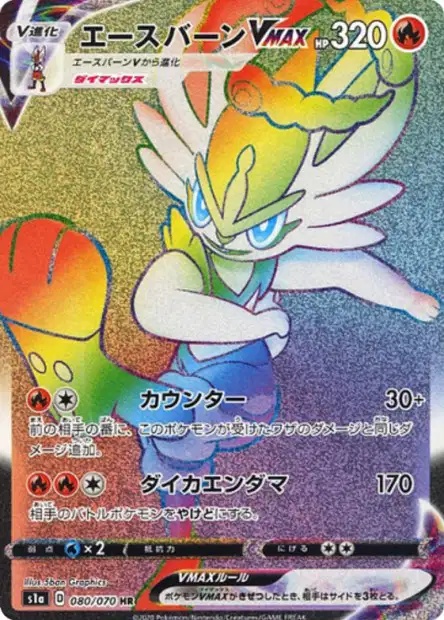 V進化
エースバーンVMAX HP320
エースバーンVから進化
ダイマックス
カウンター 30+
前の相手の番に、このポケモンが受けたワザのダメージと同じダ
メージ追加。
ダイカエンダマ 170
相手のバトルポケモンをやけどにする。
弱点 ×2 抵抗力 にげる
Illus. 5ban Graphics
VMAXルール
s1a D 080/070 HR
ポケモンVMAXがきぜつしたとき、相手はサイドを3枚とる。
©2020 Pokémon/Nintendo/Creatures/GAME FREAK.